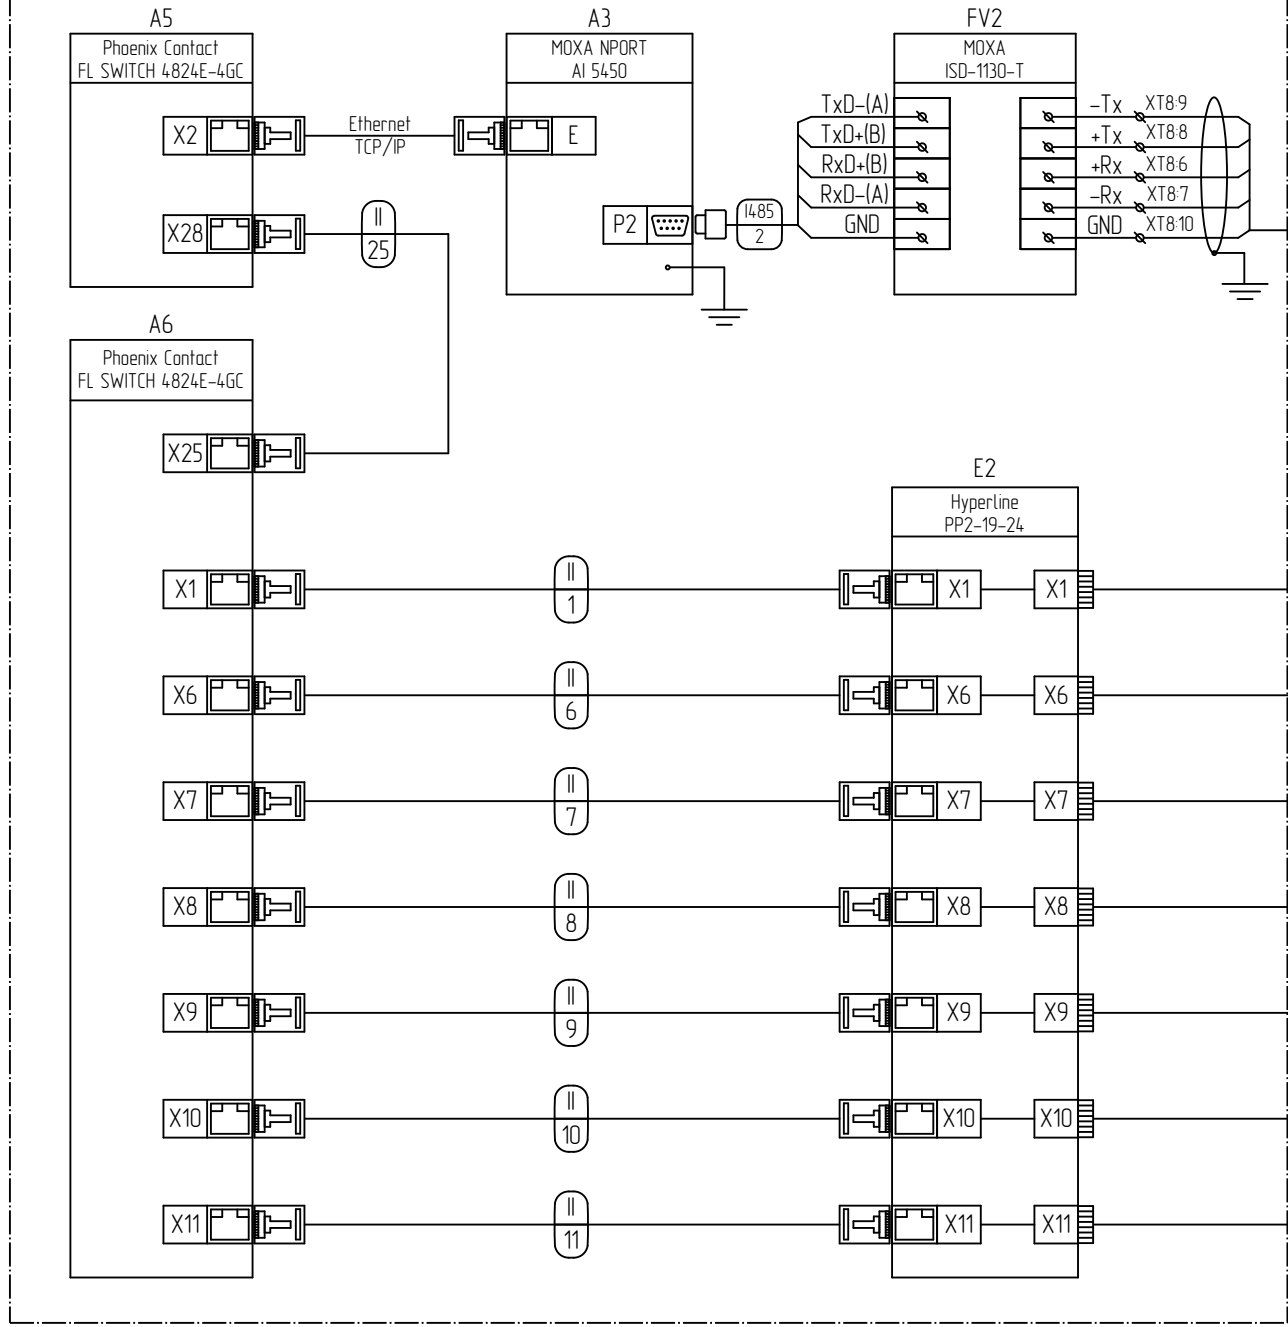 A5
Phoenix Contact
FL SWITCH 4824E-4GC
X2
X28
Ethernet
TCP/IP
II
25
A3
MOXA NPORT
AI 5450
E
P2
I485
2
FV2
MOXA
ISD-1130-T
TxD-(A)
TxD+(B)
RxD+(B)
RxD-(A)
GND
-Tx XT8:9
+Tx XT8:8
+Rx XT8:6
-Rx XT8:7
GND XT8:10
A6
Phoenix Contact
FL SWITCH 4824E-4GC
X25
E2
Hyperline
PP2-19-24
X1
II
1
X1
X1
X6
II
6
X6
X6
X7
II
7
X7
X7
X8
II
8
X8
X8
X9
II
9
X9
X9
X10
II
10
X10
X10
X11
II
11
X11
X11